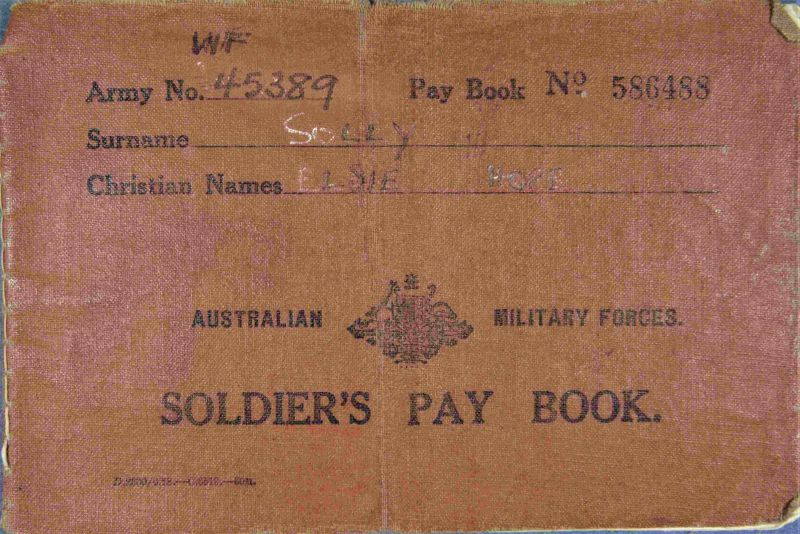 WF
Army No. 45389 Pay Book Nº 586488
Surname SOLLY
Christian Names ELSIE HOPE
AUSTRALIAN MILITARY FORCES.
SOLDIER'S PAY BOOK.